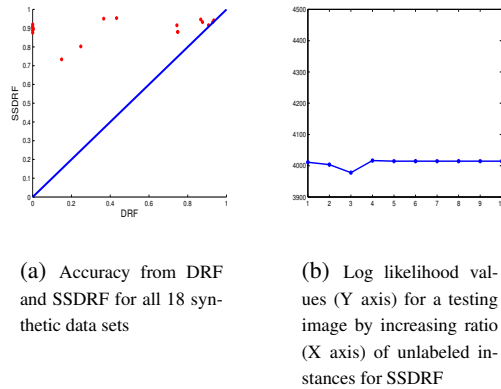 1
0.9
0.8
0.7
0.6
0.5
0.4
0.3
0.2
0.1
0
SSDRF
0 0.2 0.4 0.6 0.8 1
DRF
4500
4400
4300
4200
4100
4000
3900
1 2 3 4 5 6 7 8 9 1
(a) Accuracy from DRF
and SSDRF for all 18 syn-
thetic data sets
(b) Log likelihood val-
ues (Y axis) for a testing
image by increasing ratio
(X axis) of unlabeled in-
stances for SSDRF